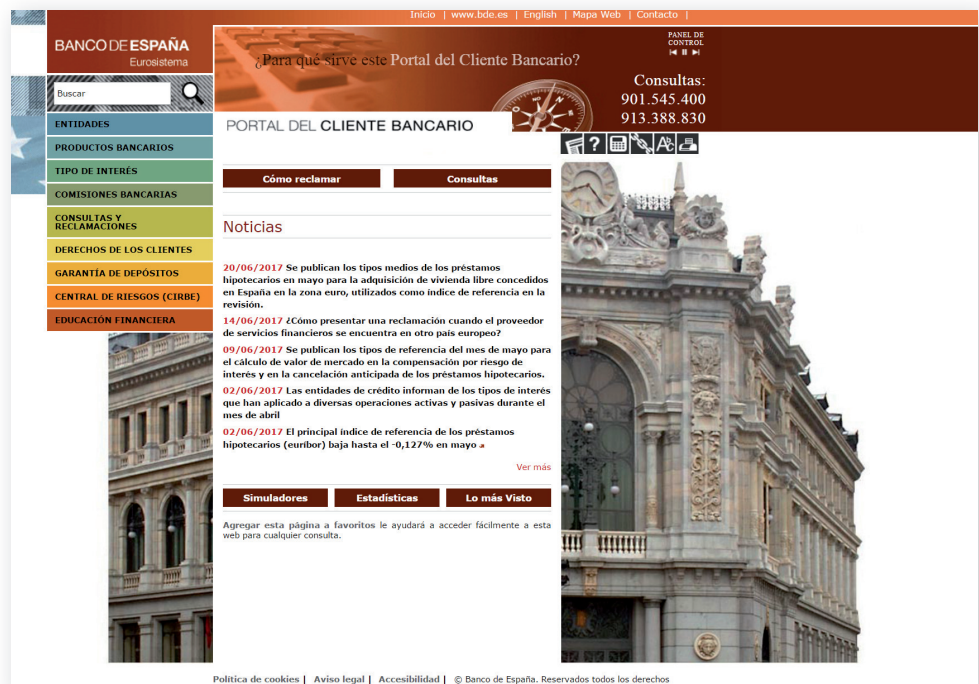 Inicio | www.bde.es | English | Mapa Web | Contacto |
BANCO DE ESPAÑA
Eurosistema
¿Para qué sirve este Portal del Cliente Bancario?
PANEL DE
CONTROL
Consultas:
901.545.400
913.388.830
Buscar
ENTIDADES
PRODUCTOS BANCARIOS
TIPO DE INTERÉS
COMISIONES BANCARIAS
CONSULTAS Y
RECLAMACIONES
DERECHOS DE LOS CLIENTES
GARANTÍA DE DEPÓSITOS
CENTRAL DE RIESGOS (CIRBE)
EDUCACIÓN FINANCIERA
PORTAL DEL CLIENTE BANCARIO
?
Cómo reclamar
Consultas
Noticias
20/06/2017 Se publican los tipos medios de los préstamos
hipotecarios en mayo para la adquisición de vivienda libre concedidos
en España en la zona euro, utilizados como índice de referencia en la
revisión.
14/06/2017 ¿Cómo presentar una reclamación cuando el proveedor
de servicios financieros se encuentra en otro país europeo?
09/06/2017 Se publican los tipos de referencia del mes de mayo para
el cálculo de valor de mercado en la compensación por riesgo de
interés y en la cancelación anticipada de los préstamos hipotecarios.
02/06/2017 Las entidades de crédito informan de los tipos de interés
que han aplicado a diversas operaciones activas y pasivas durante el
mes de abril
02/06/2017 El principal índice de referencia de los préstamos
hipotecarios (euríbor) baja hasta el -0,127% en mayo
Ver más
Simuladores
Estadísticas
Lo más Visto
Agregar esta página a favoritos le ayudará a acceder fácilmente a esta
web para cualquier consulta.
Política de cookies | Aviso legal | Accesibilidad | © Banco de España. Reservados todos los derechos